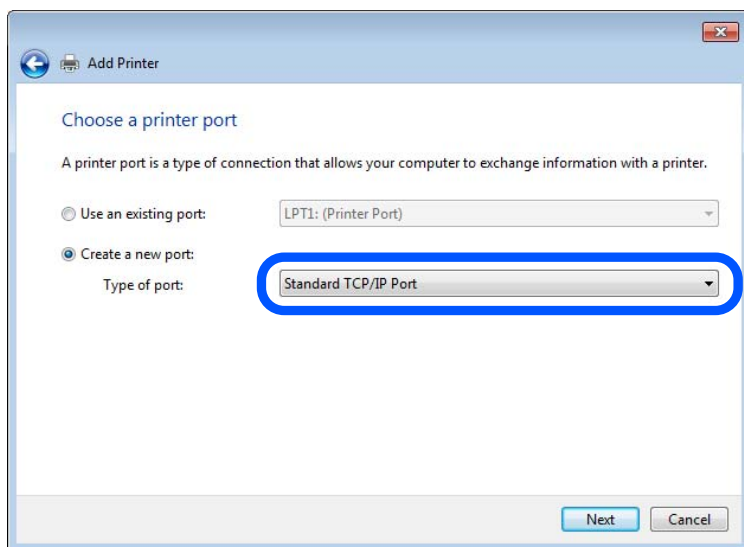 Add Printer
Choose a printer port
A printer port is a type of connection that allows your computer to exchange information with a printer.
Use an existing port: LPT1: (Printer Port)
Create a new port:
Type of port: Standard TCP/IP Port
Next Cancel